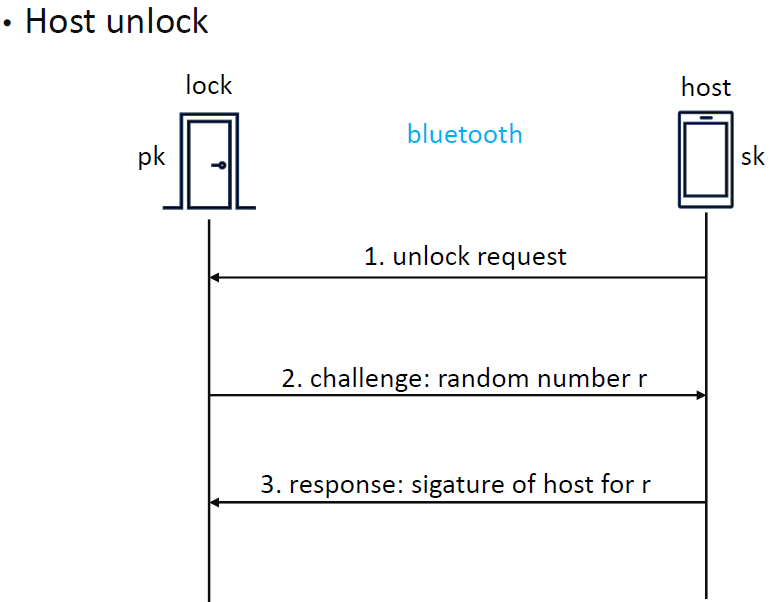 • Host unlock
lock
host
bluetooth
pk
sk
1. unlock request
2. challenge: random number r
3. response: sigature of host for r